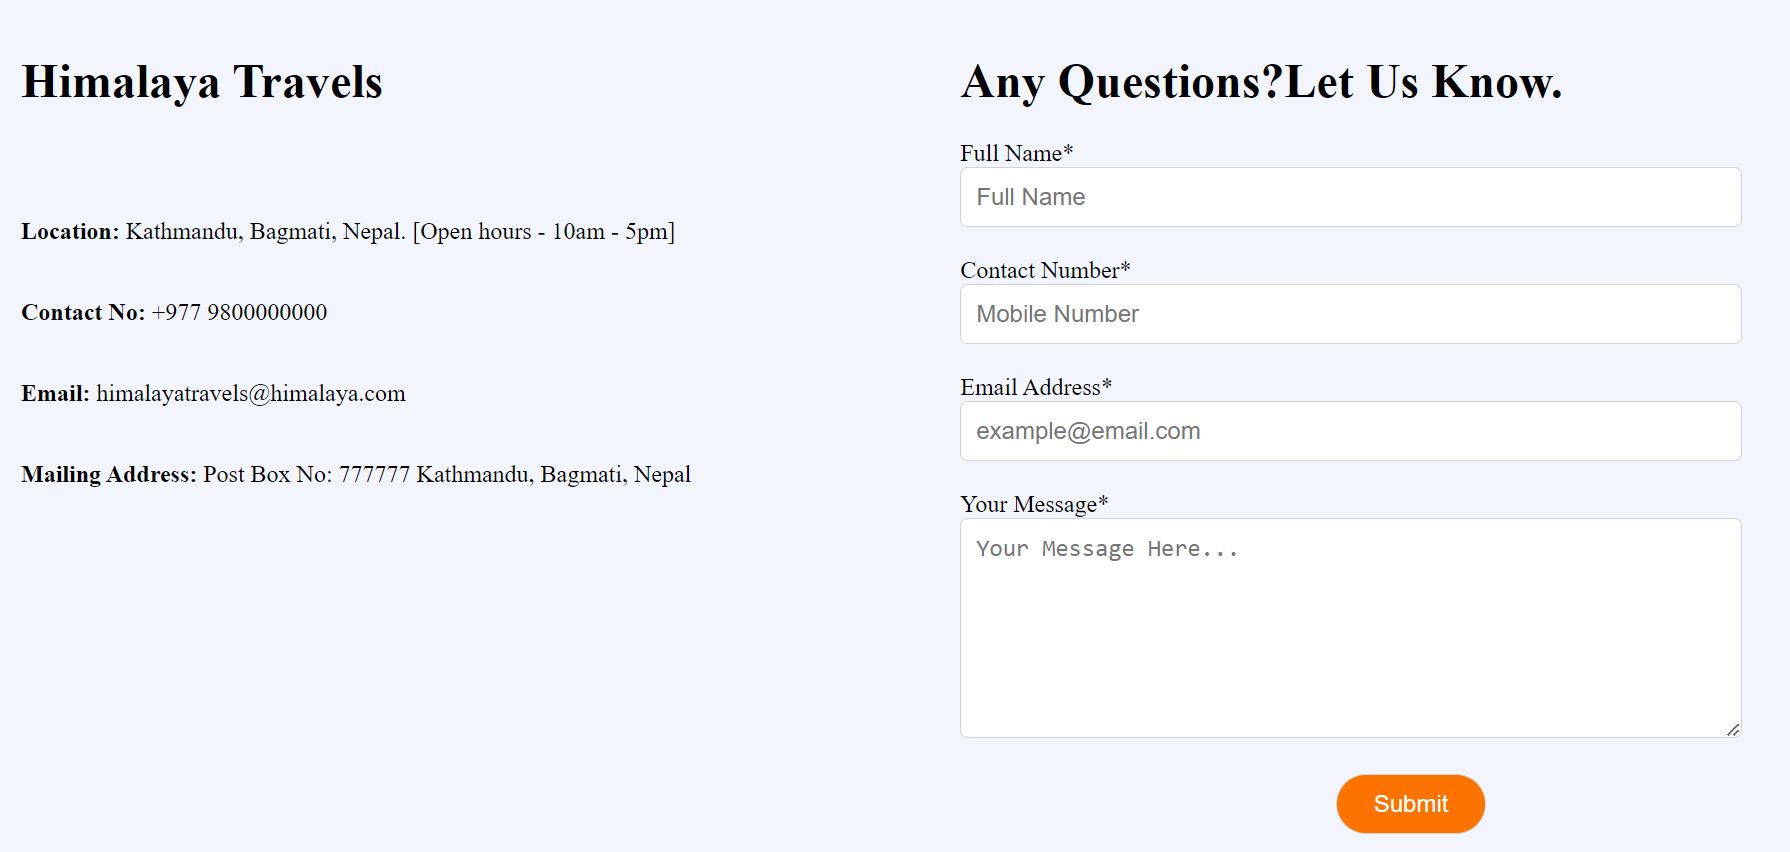 Himalaya Travels
Location: Kathmandu, Bagmati, Nepal. [Open hours - 10am - 5pm]
Contact No: +977 9800000000
Email: himalayatravels@himalaya.com
Mailing Address: Post Box No: 777777 Kathmandu, Bagmati, Nepal
Any Questions?Let Us Know.
Full Name*
Full Name
Contact Number*
Mobile Number
Email Address*
example@email.com
Your Message*
Your Message Here...
Submit